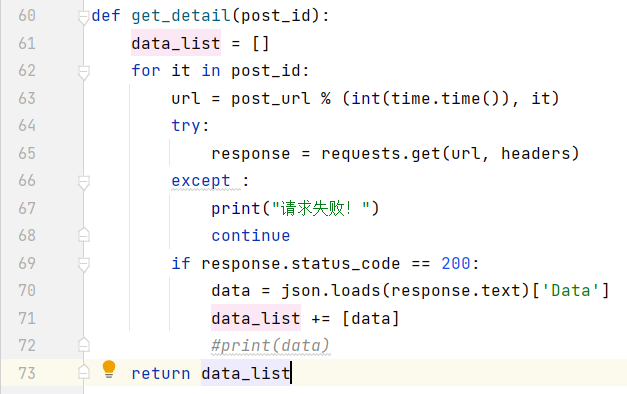 60 def get_detail(post_id):
61     data_list = []
62     for it in post_id:
63         url = post_url % (int(time.time()), it)
64         try:
65             response = requests.get(url, headers)
66         except :
67             print("请求失败！")
68             continue
69         if response.status_code == 200:
70             data = json.loads(response.text)['Data']
71             data_list += [data]
72             #print(data)
73     return data_list